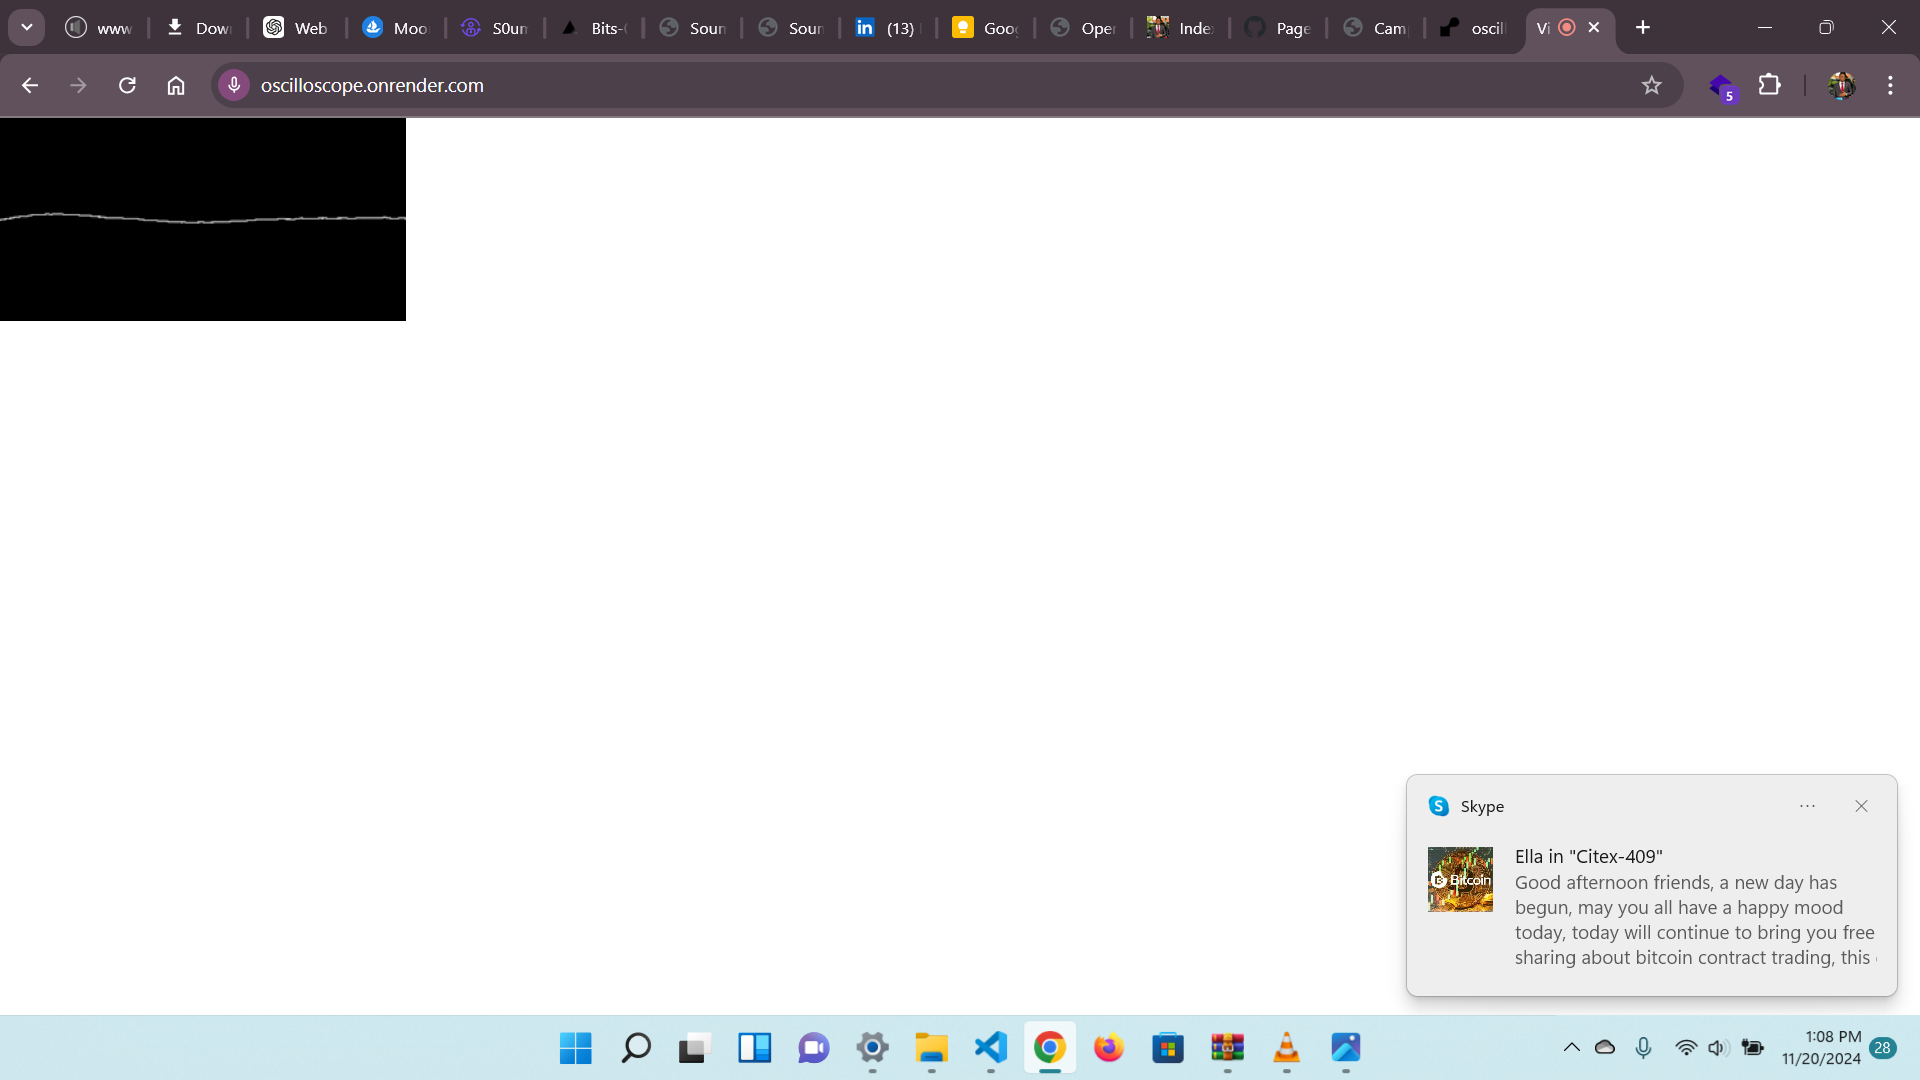 www
Dow
Web
Moo
S0un
Bits-
Soun
Soun
(13)
Goog
Oper
Inde
Page
Cam
oscil
Vi
oscilloscope.onrender.com
5
Skype
Ella in "Citex-409"
Bitcoin
Good afternoon friends, a new day has
begun, may you all have a happy mood
today, today will continue to bring you free
sharing about bitcoin contract trading, this
1:08 PM
11/20/2024
28